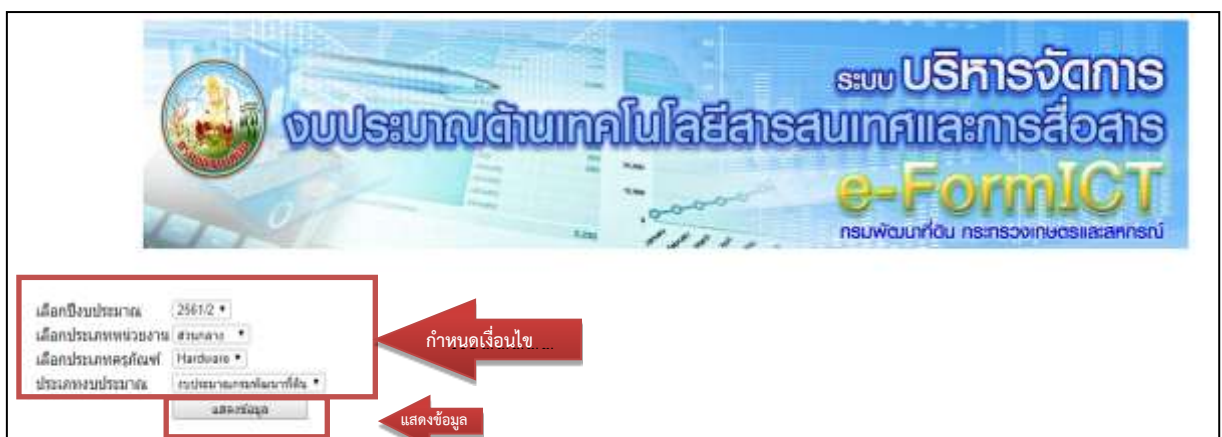 ระบบ บริหารจัดการ
งบประมาณด้านเทคโนโลยีสารสนเทศและการสื่อสาร
e-FormICT
กรมพัฒนาที่ดิน กระทรวงเกษตรและสหกรณ์
เลือกปีงบประมาณ 2561/2
เลือกประเภทหน่วยงาน ส่วนกลาง
เลือกประเภทครุภัณฑ์ Hardware
ประเภทงบประมาณ งบประมาณกรมพัฒนาที่ดิน
แสดงข้อมูล
กำหนดเงื่อนไข
แสดงข้อมูล